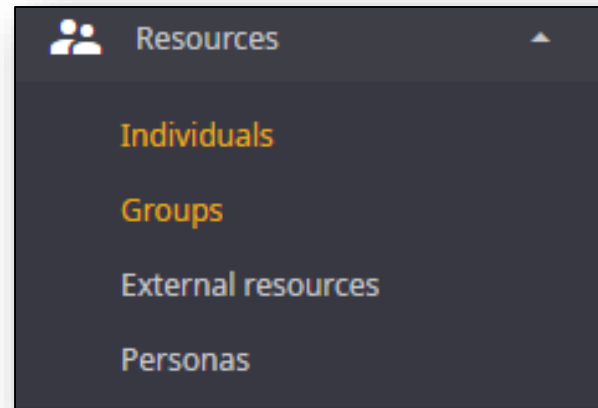 Resources
Individuals
Groups
External resources
Personas